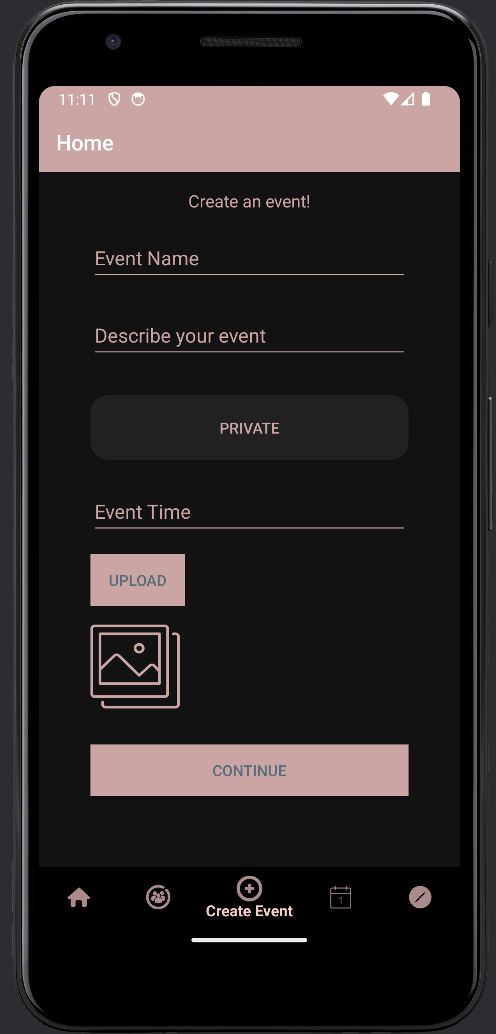 11:11
Home
Create an event!
Event Name
Describe your event
PRIVATE
Event Time
UPLOAD
CONTINUE
1
Create Event